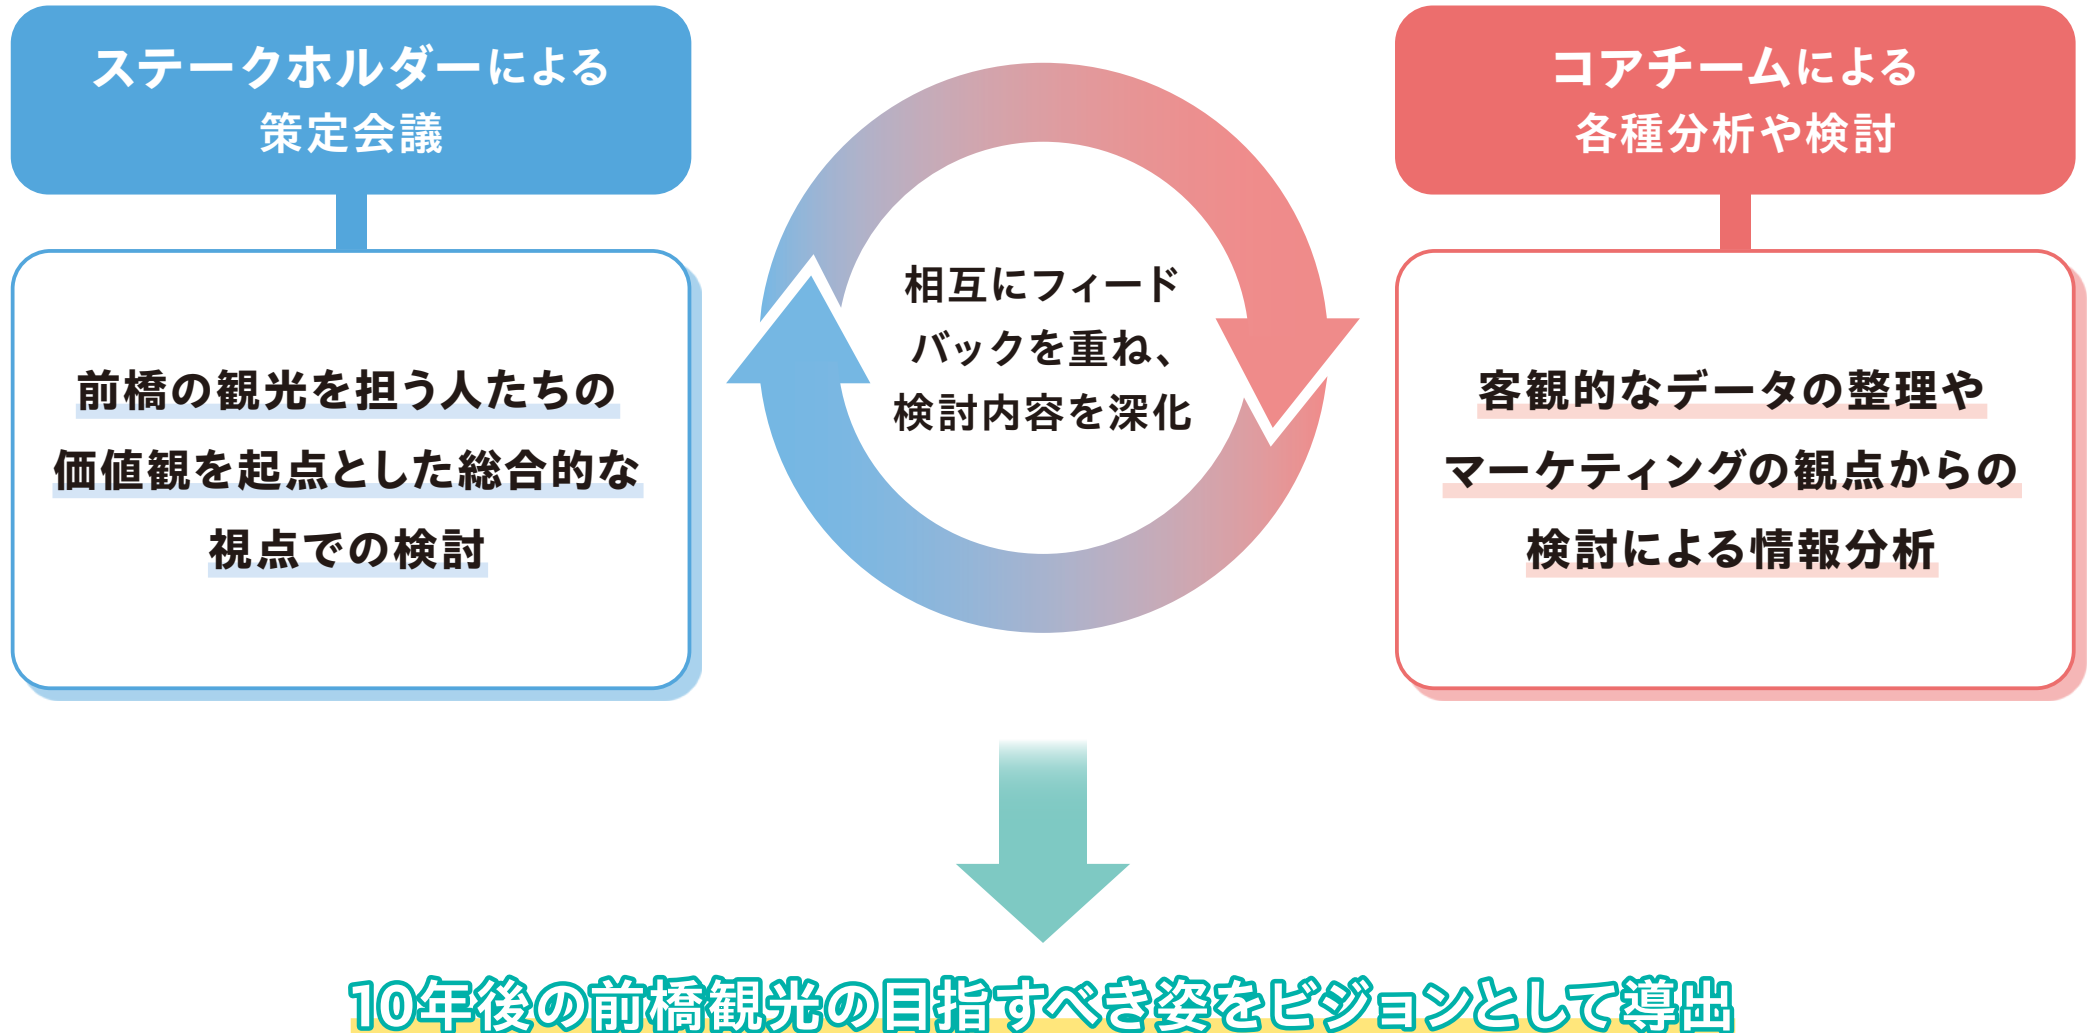 ステークホルダーによる
策定会議
前橋の観光を担う人たちの
価値観を起点とした総合的な
視点での検討
相互にフィード
バックを重ね、
検討内容を深化
コアチームによる
各種分析や検討
客観的なデータの整理や
マーケティングの観点からの
検討による情報分析
10年後の前橋観光の目指すべき姿をビジョンとして導出